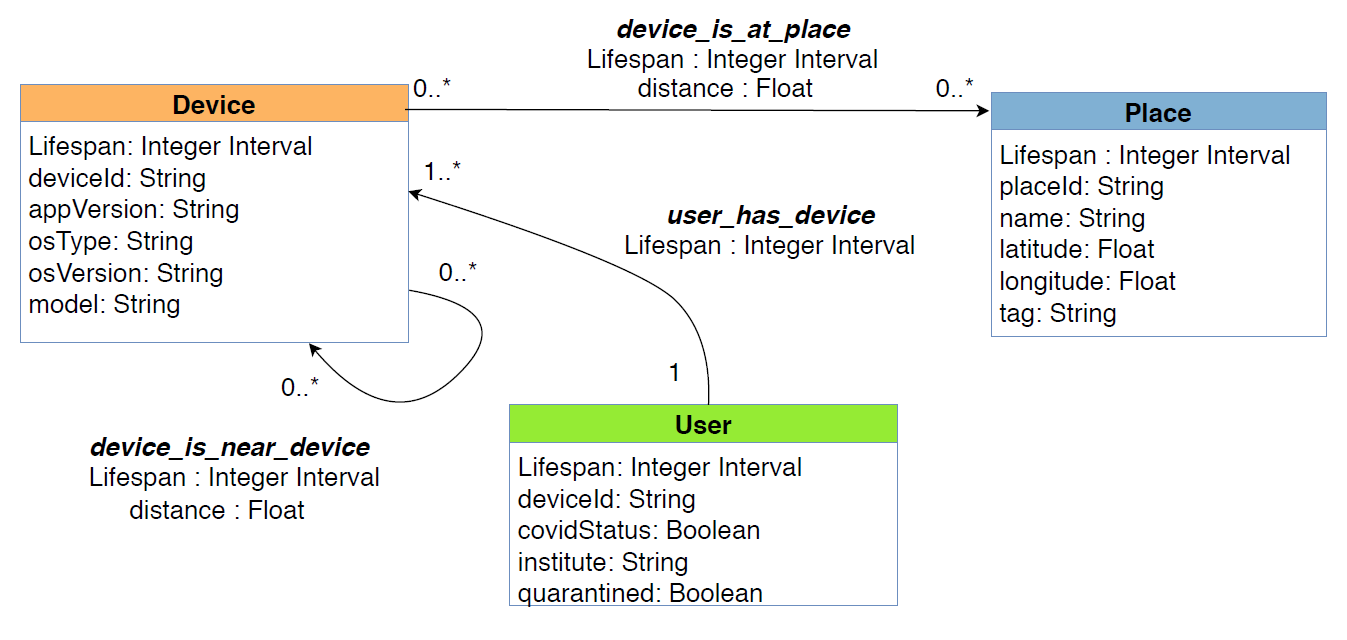 device_is_at_place
Lifespan : Integer Interval
distance : Float
0..*
0..*
Device
Lifespan: Integer Interval
deviceId: String
appVersion: String
osType: String
osVersion: String
model: String
Place
Lifespan : Integer Interval
placeId: String
name: String
latitude: Float
longitude: Float
tag: String
1..*
user_has_device
Lifespan : Integer Interval
0..*
0..*
1
device_is_near_device
Lifespan : Integer Interval
distance : Float
User
Lifespan: Integer Interval
deviceId: String
covidStatus: Boolean
institute: String
quarantined: Boolean